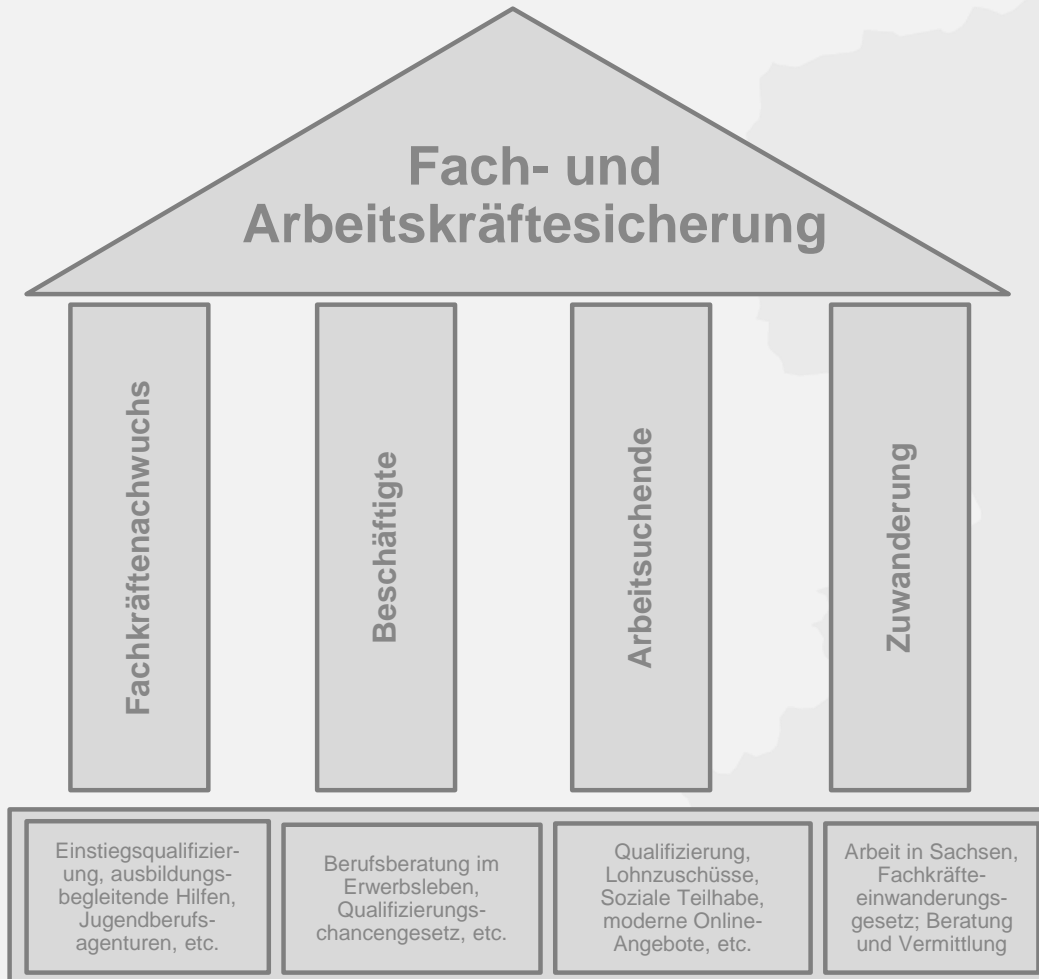 Fach- und
Arbeitskräftesicherung
Fachkräftenachwuchs
Beschäftigte
Arbeitsuchende
Zuwanderung
Einstiegsqualifizier-
ung, ausbildungs-
begleitende Hilfen,
Jugendberufs-
agenturen, etc.
Berufsberatung im
Erwerbsleben,
Qualifizierungs-
chancengesetz, etc.
Qualifizierung,
Lohnzuschüsse,
Soziale Teilhabe,
moderne Online-
Angebote, etc.
Arbeit in Sachsen,
Fachkräfte-
einwanderungs-
gesetz; Beratung
und Vermittlung